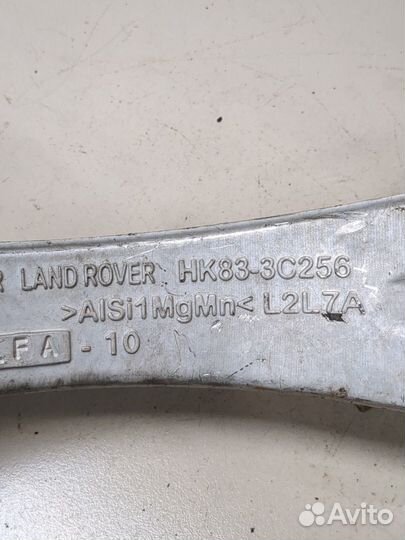 R LAND ROVER HK83-3C256
>AlSi1MgMn< L2L7A
LFA - 10
Avito